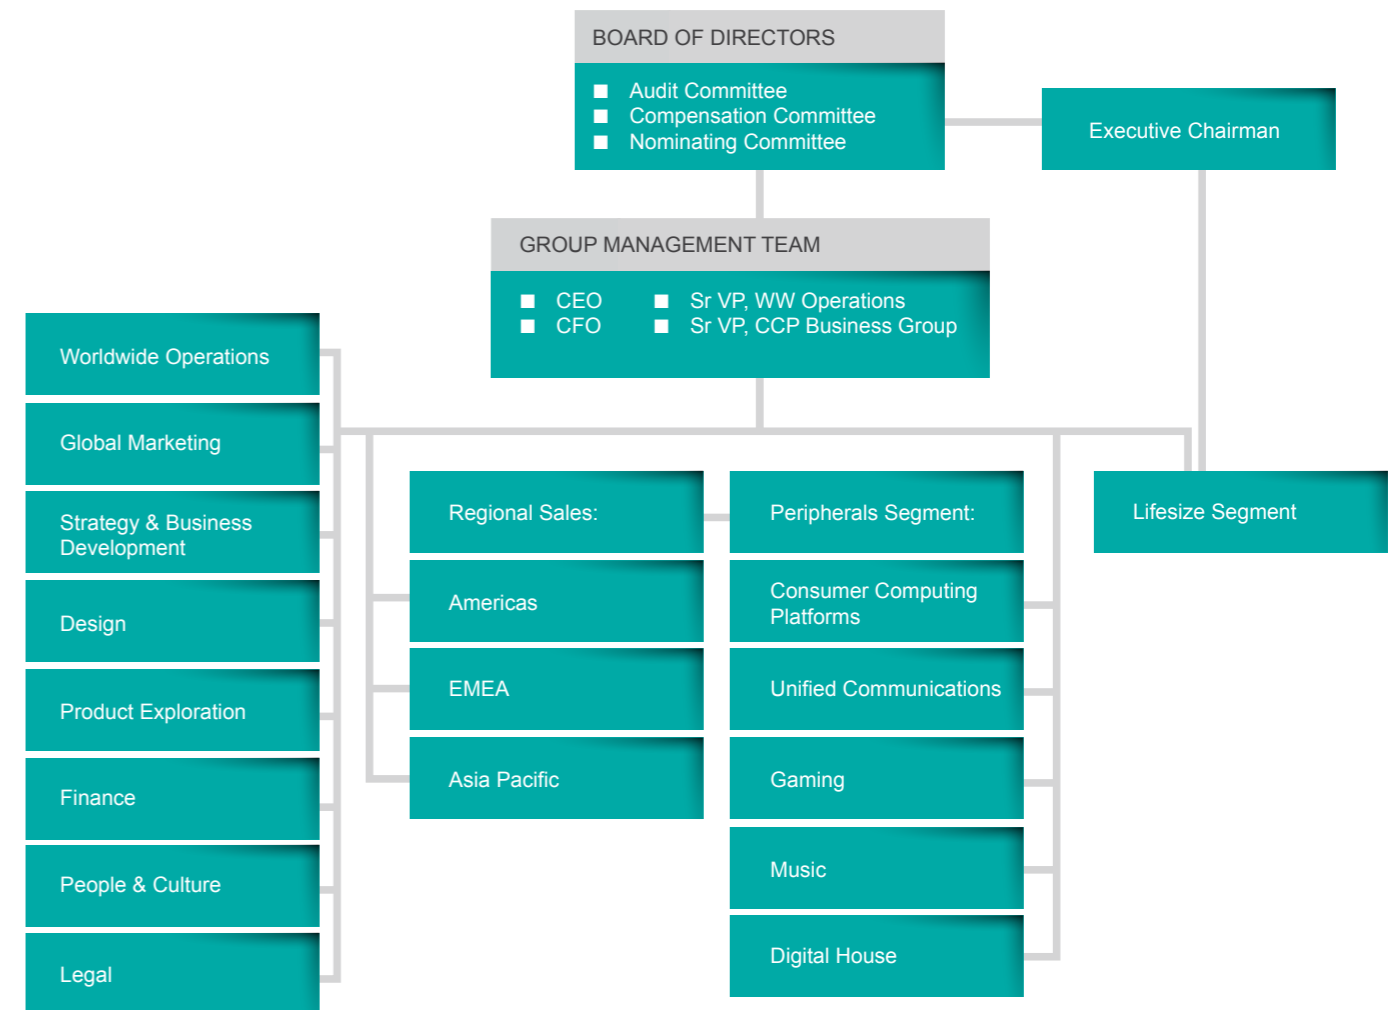 BOARD OF DIRECTORS
Audit Committee
Compensation Committee
Nominating Committee
Executive Chairman
GROUP MANAGEMENT TEAM
CEO
CFO
Sr VP, WW Operations
Sr VP, CCP Business Group
Worldwide Operations
Global Marketing
Strategy & Business
Development
Design
Product Exploration
Finance
People & Culture
Legal
Regional Sales:
Americas
EMEA
Asia Pacific
Peripherals Segment:
Consumer Computing
Platforms
Unified Communications
Gaming
Music
Digital House
Lifesize Segment